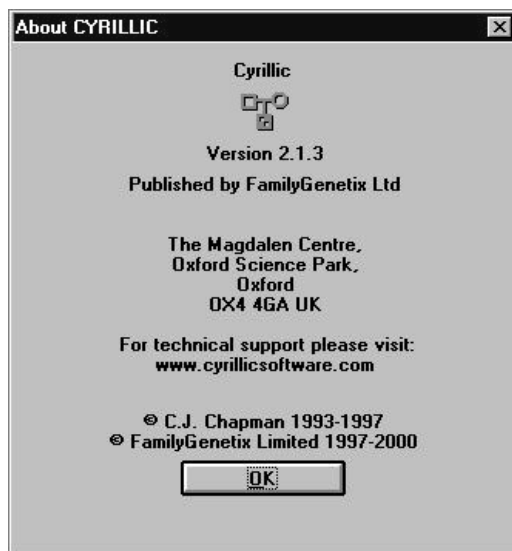 About CYRILLIC
Cyrillic
Version 2.1.3
Published by FamilyGenetix Ltd
The Magdalen Centre,
Oxford Science Park,
Oxford
OX4 4GA UK
For technical support please visit:
www.cyrillicsoftware.com
© C.J. Chapman 1993-1997
© FamilyGenetix Limited 1997-2000
OK